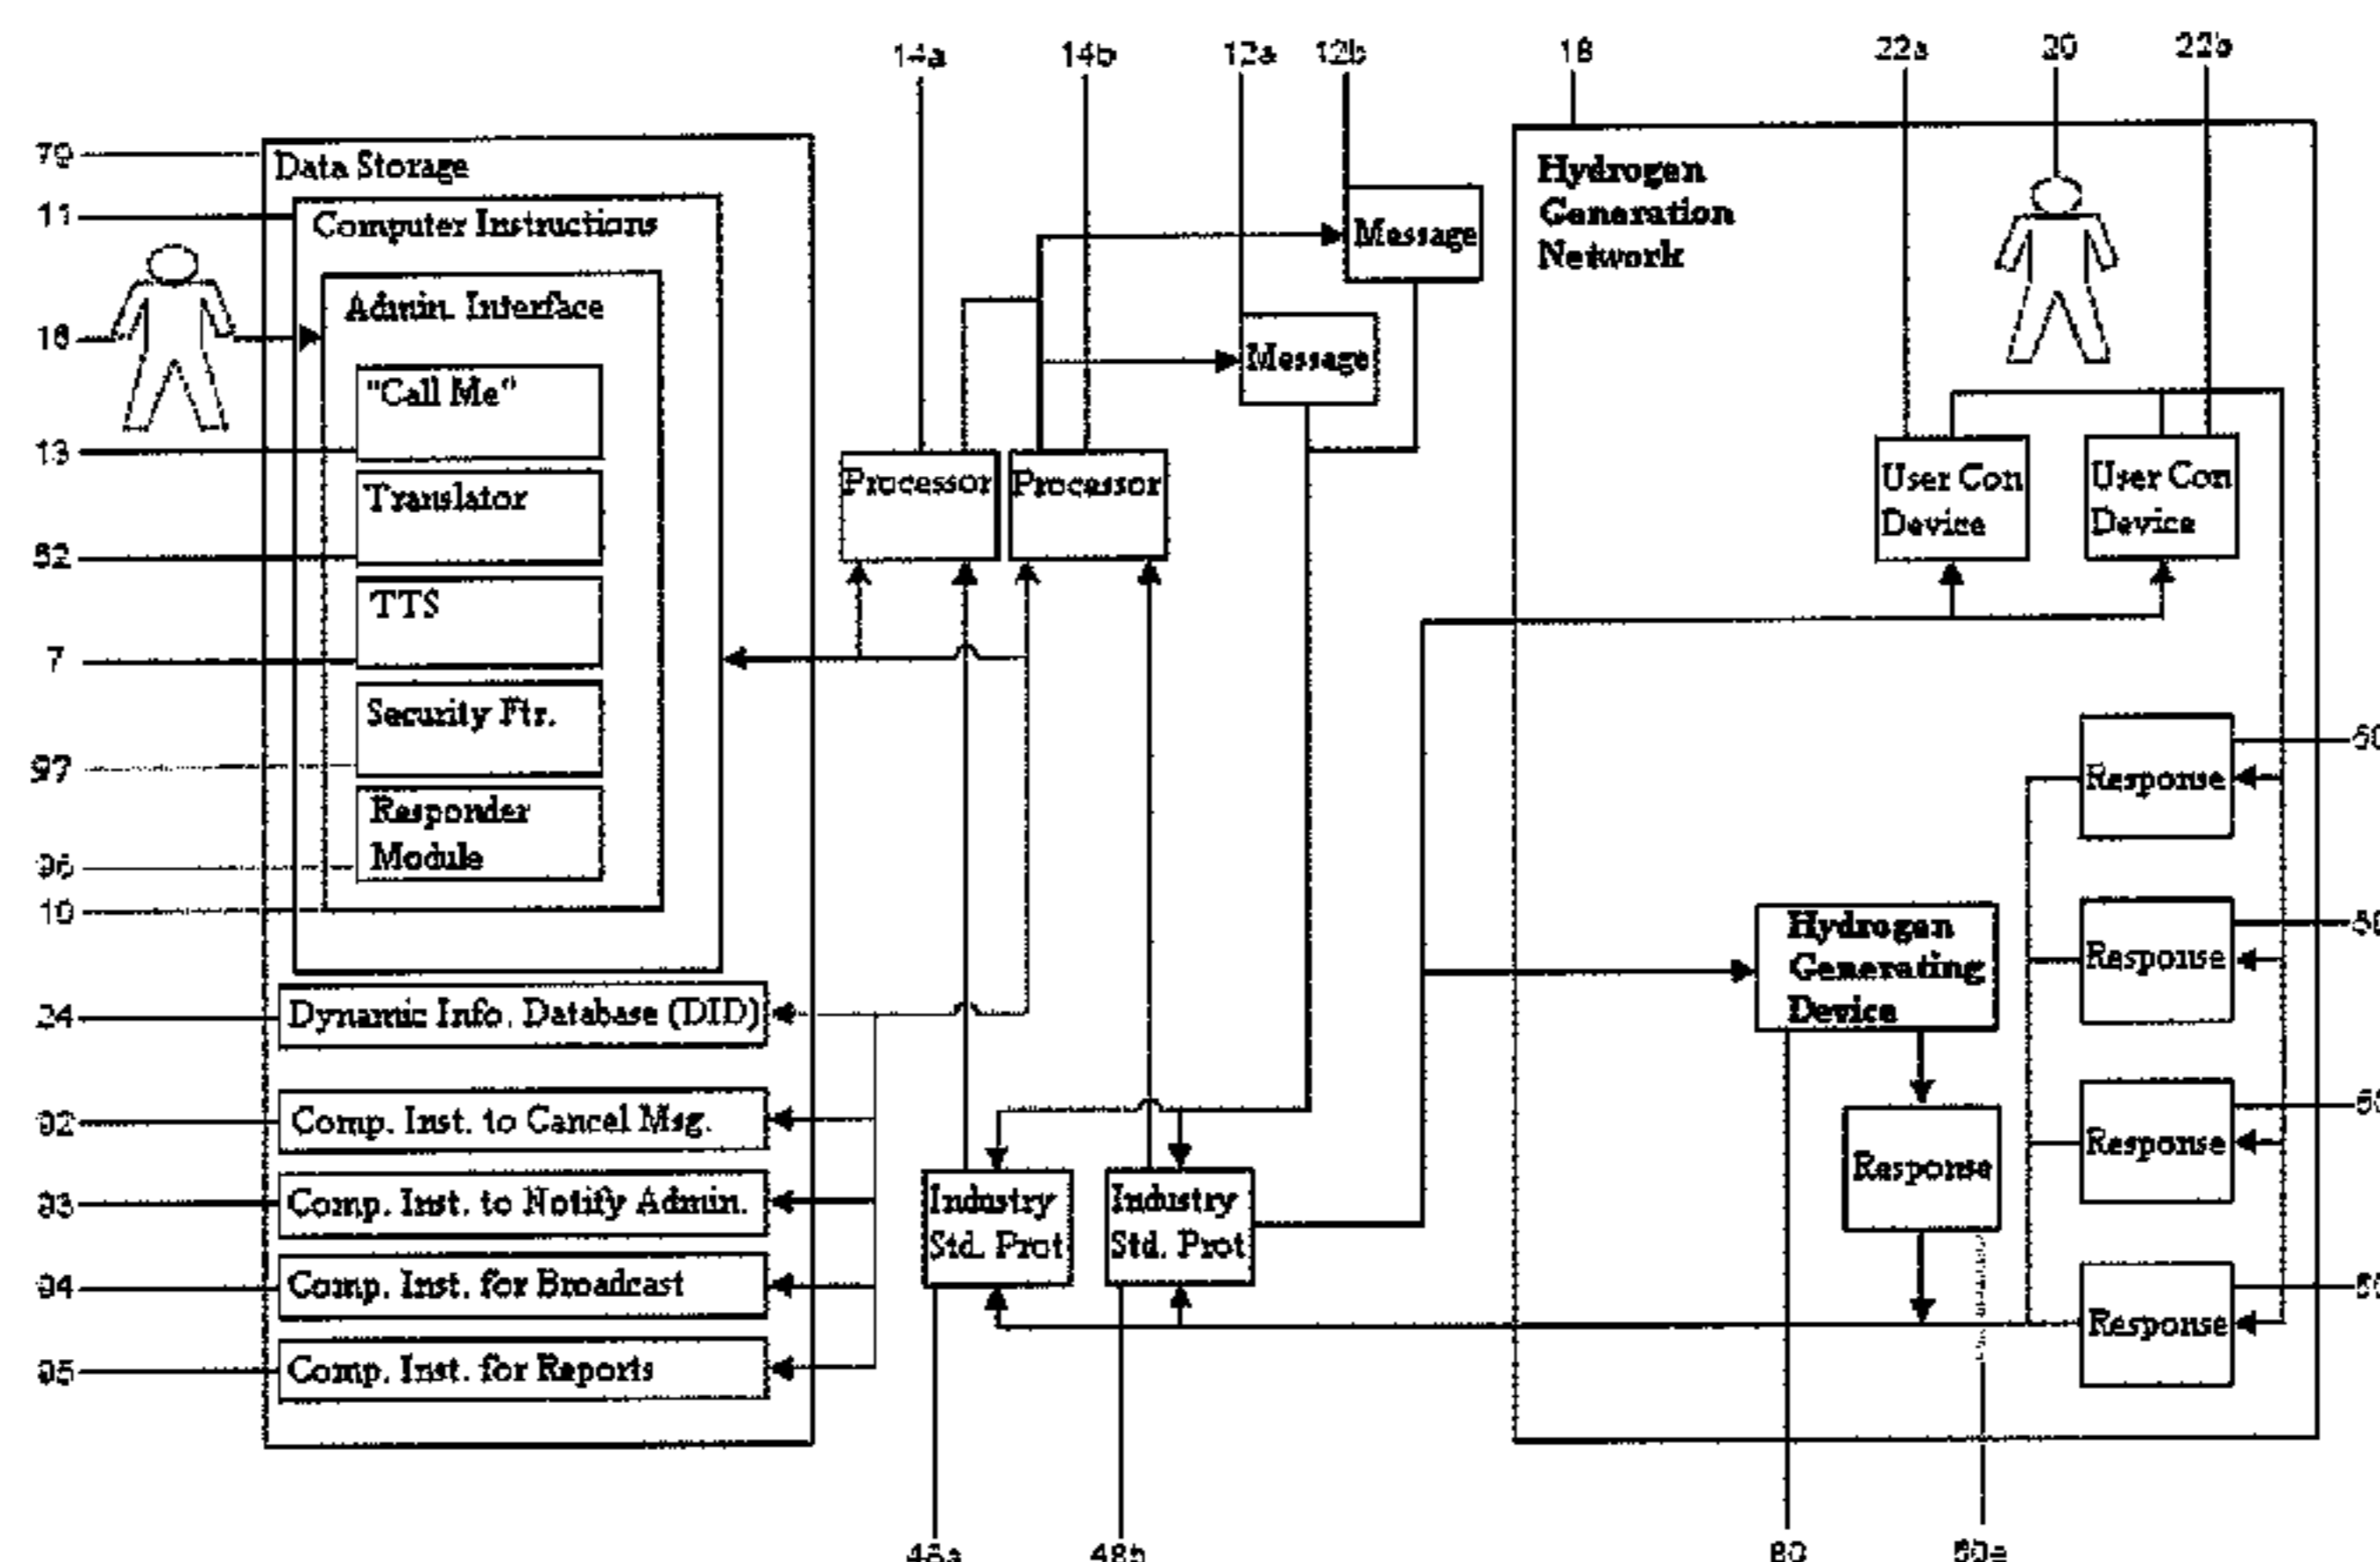 14a 14b 12a 12b 18 22a 20 22b
Data Storage
11
Computer Instructions
Hydrogen
Generation
Network
Message
Admin. Interface
Message
"Call Me"
13
Processor
Processor
User Con
Device
User Con
Device
Translator
TTS
7
Security Ftr.
97
Response
Responder
Module
96
10
Hydrogen
Generating
Device
Response
Dynamic Info. Database (DID)
Comp. Inst. to Cancel Msg.
Response
Response
Comp. Inst. to Notify Admin.
Industry
Std. Prot
Industry
Std. Prot
Comp. Inst. for Broadcast
Response
Comp. Inst. for Reports
48b
80